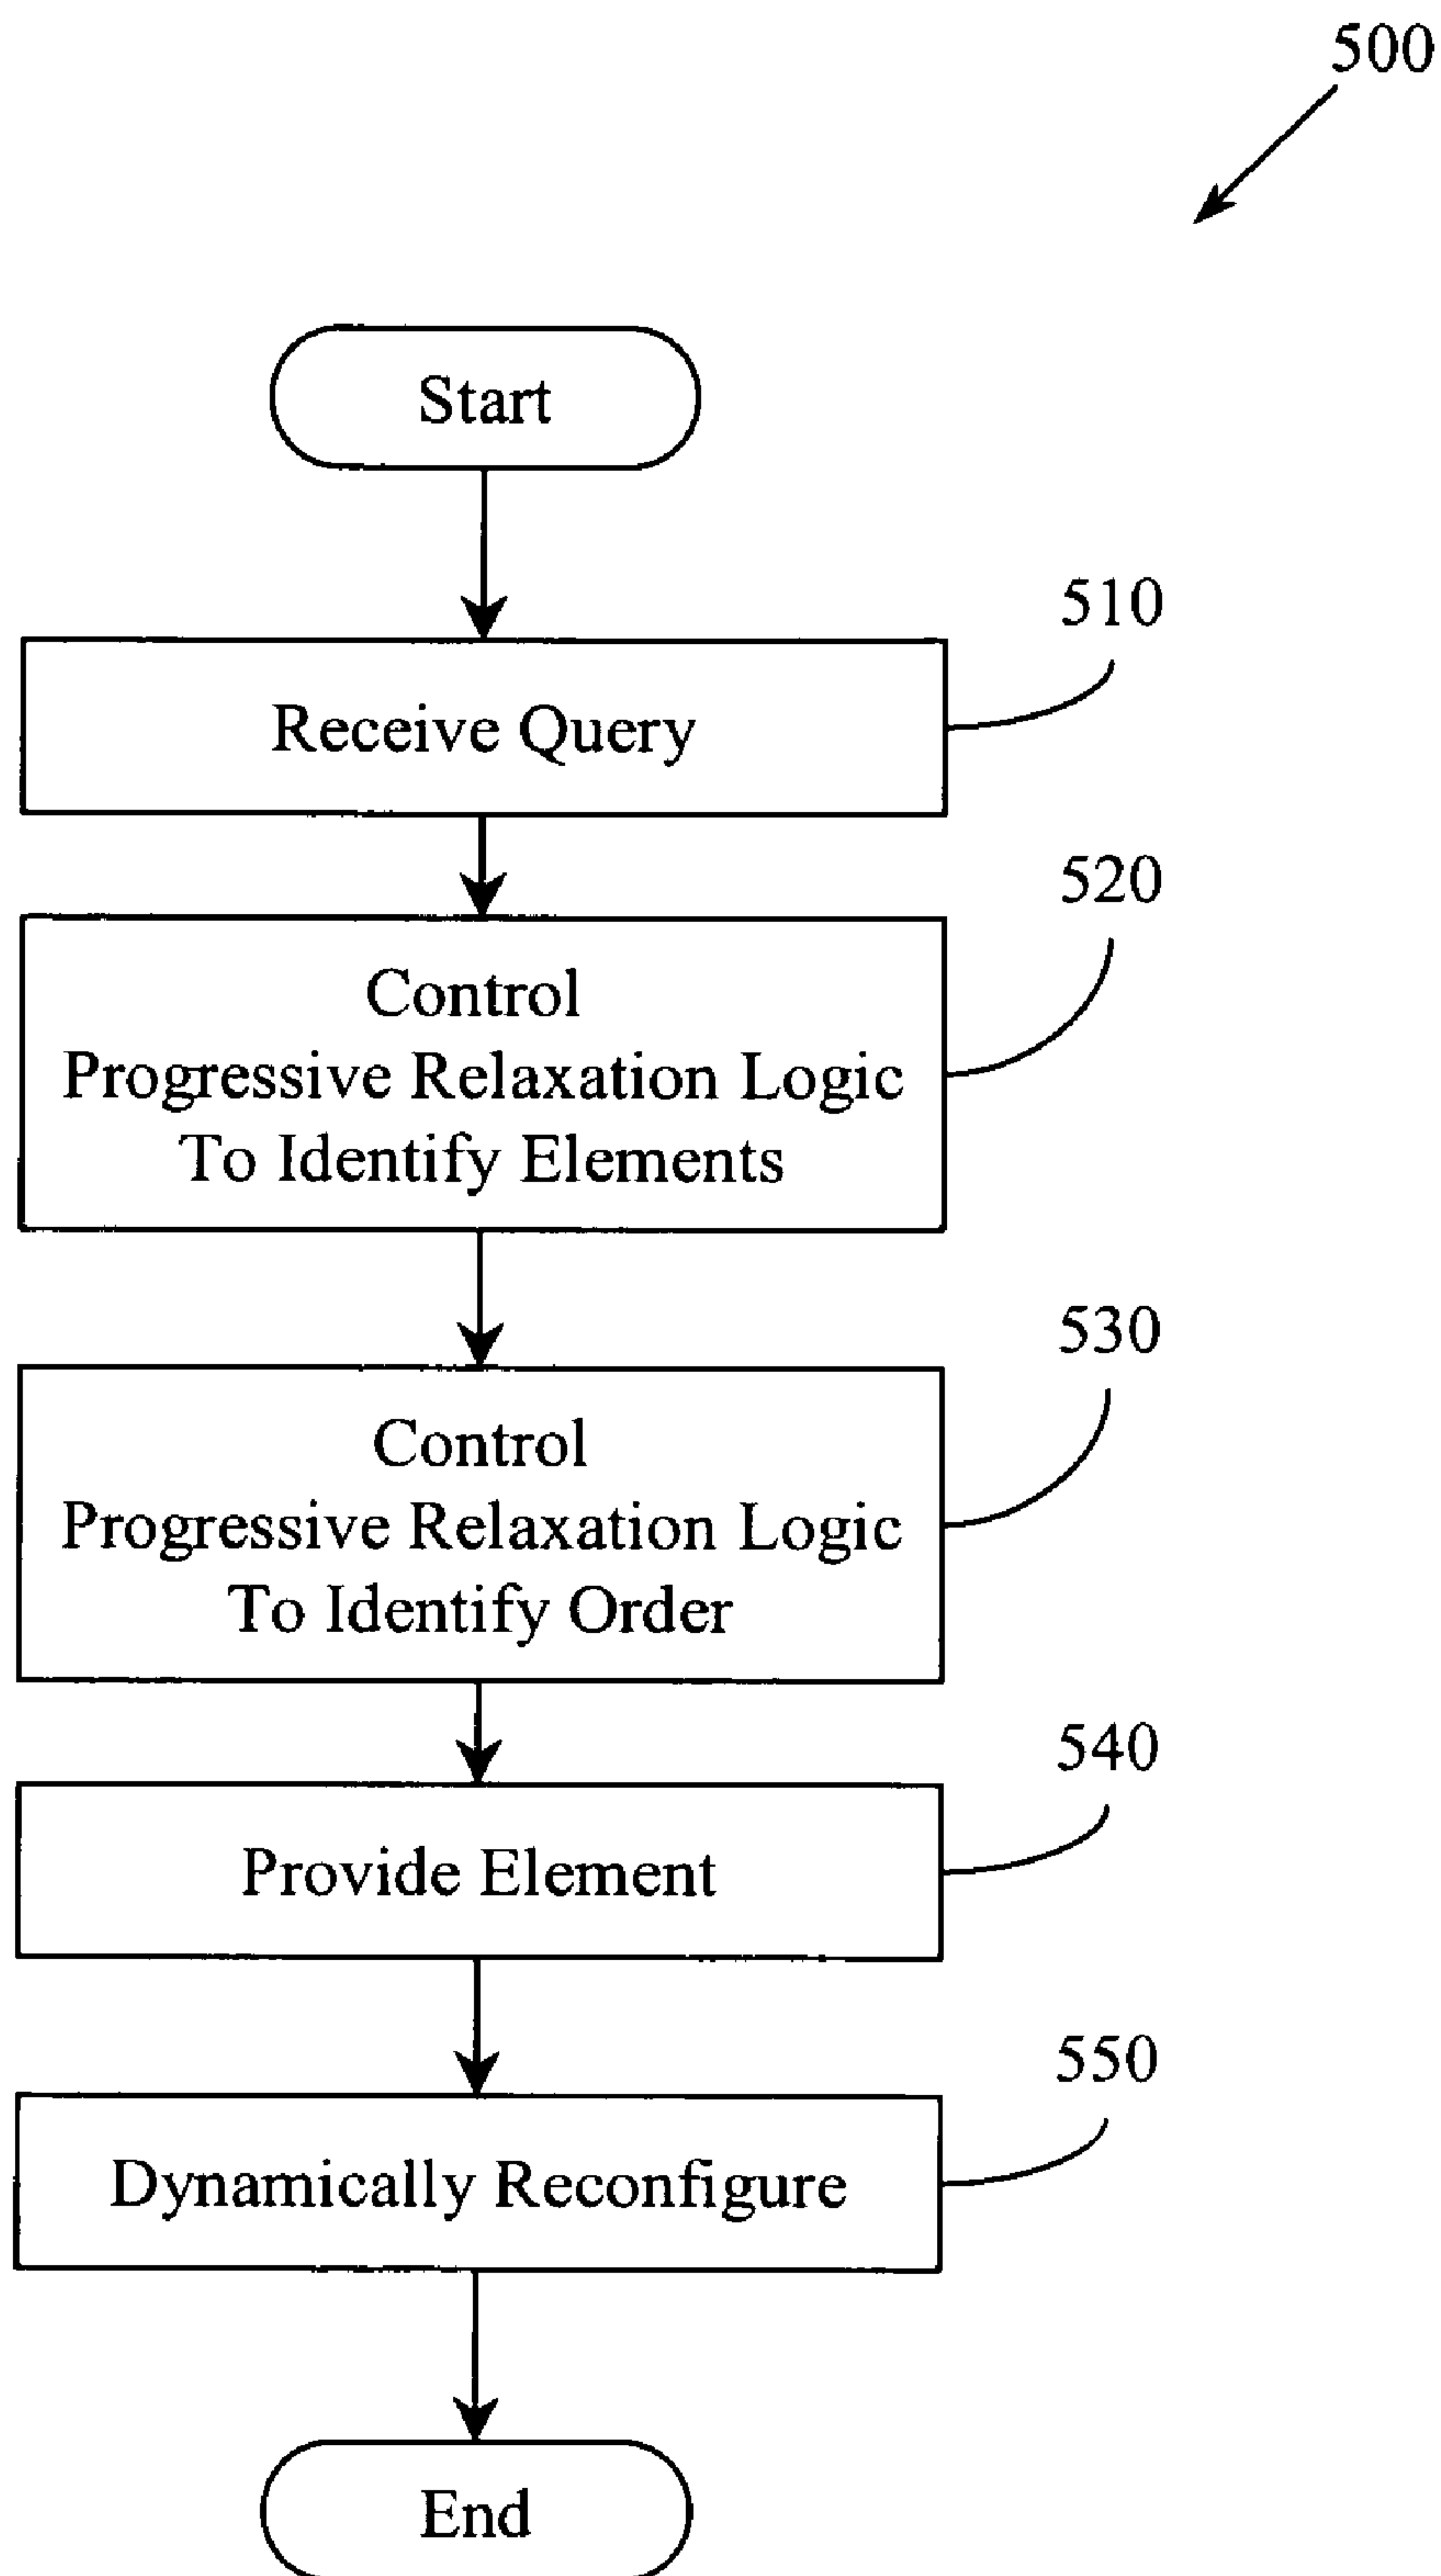 500
Start
510
Receive Query
520
Control
Progressive Relaxation Logic
To Identify Elements
530
Control
Progressive Relaxation Logic
To Identify Order
540
Provide Element
550
Dynamically Reconfigure
End